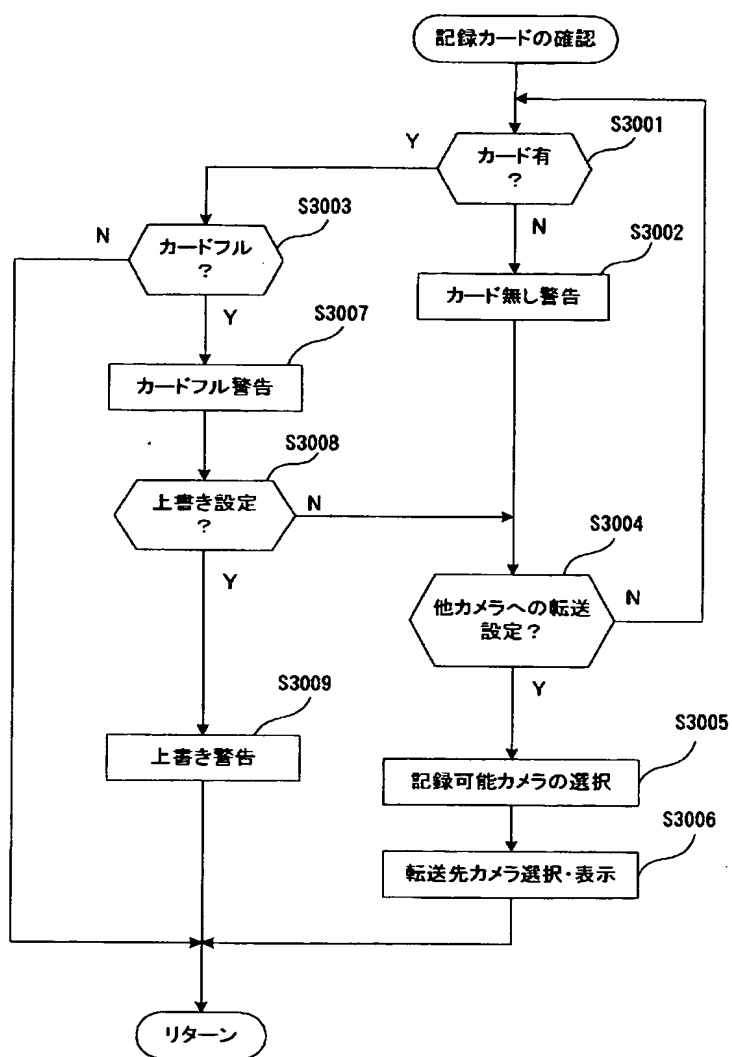 記録カードの確認
S3001
Y
カード有
?
S3003
N
S3002
N
カードフル
?
カード無し警告
Y
S3007
カードフル警告
S3008
上書き設定
?
N
S3004
Y
他カメラへの転送
設定?
N
Y
S3009
上書き警告
S3005
記録可能カメラの選択
S3006
転送先カメラ選択・表示
リターン